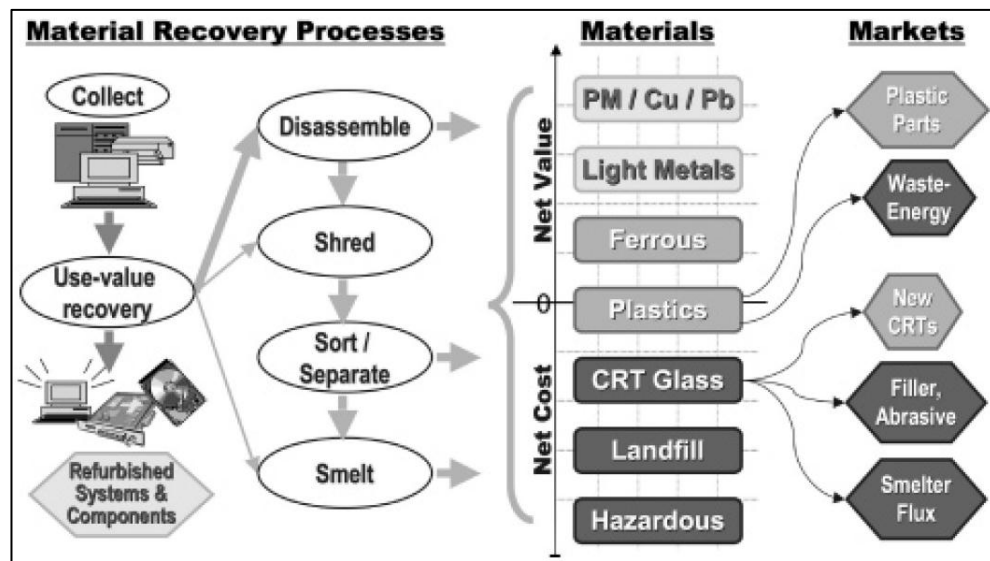 Material Recovery Processes
Collect
Use-value
recovery
Refurbished
Systems &
Components
Disassemble
Shred
Sort /
Separate
Smelt
Materials
Net Value
0
Net Cost
PM / Cu / Pb
Light Metals
Ferrous
Plastics
CRT Glass
Landfill
Hazardous
Markets
Plastic
Parts
Waste-
Energy
New
CRTs
Filler,
Abrasive
Smelter
Flux